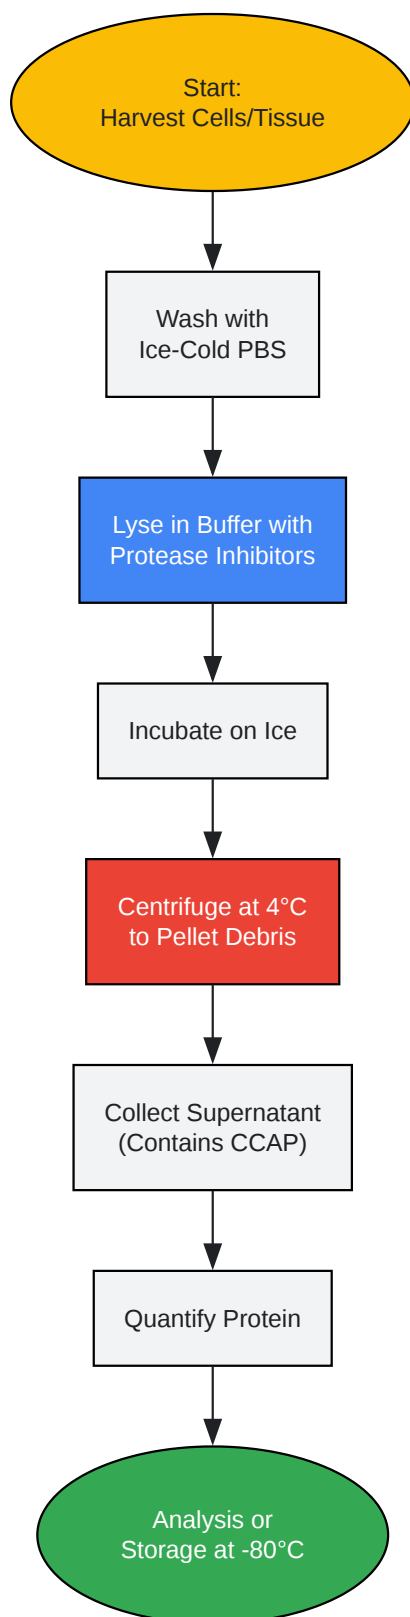 Start:
Harvest Cells/Tissue
Wash with
Ice-Cold PBS
Lyse in Buffer with
Protease Inhibitors
Incubate on Ice
Centrifuge at 4°C
to Pellet Debris
Collect Supernatant
(Contains CCAP)
Quantify Protein
Analysis or
Storage at -80°C